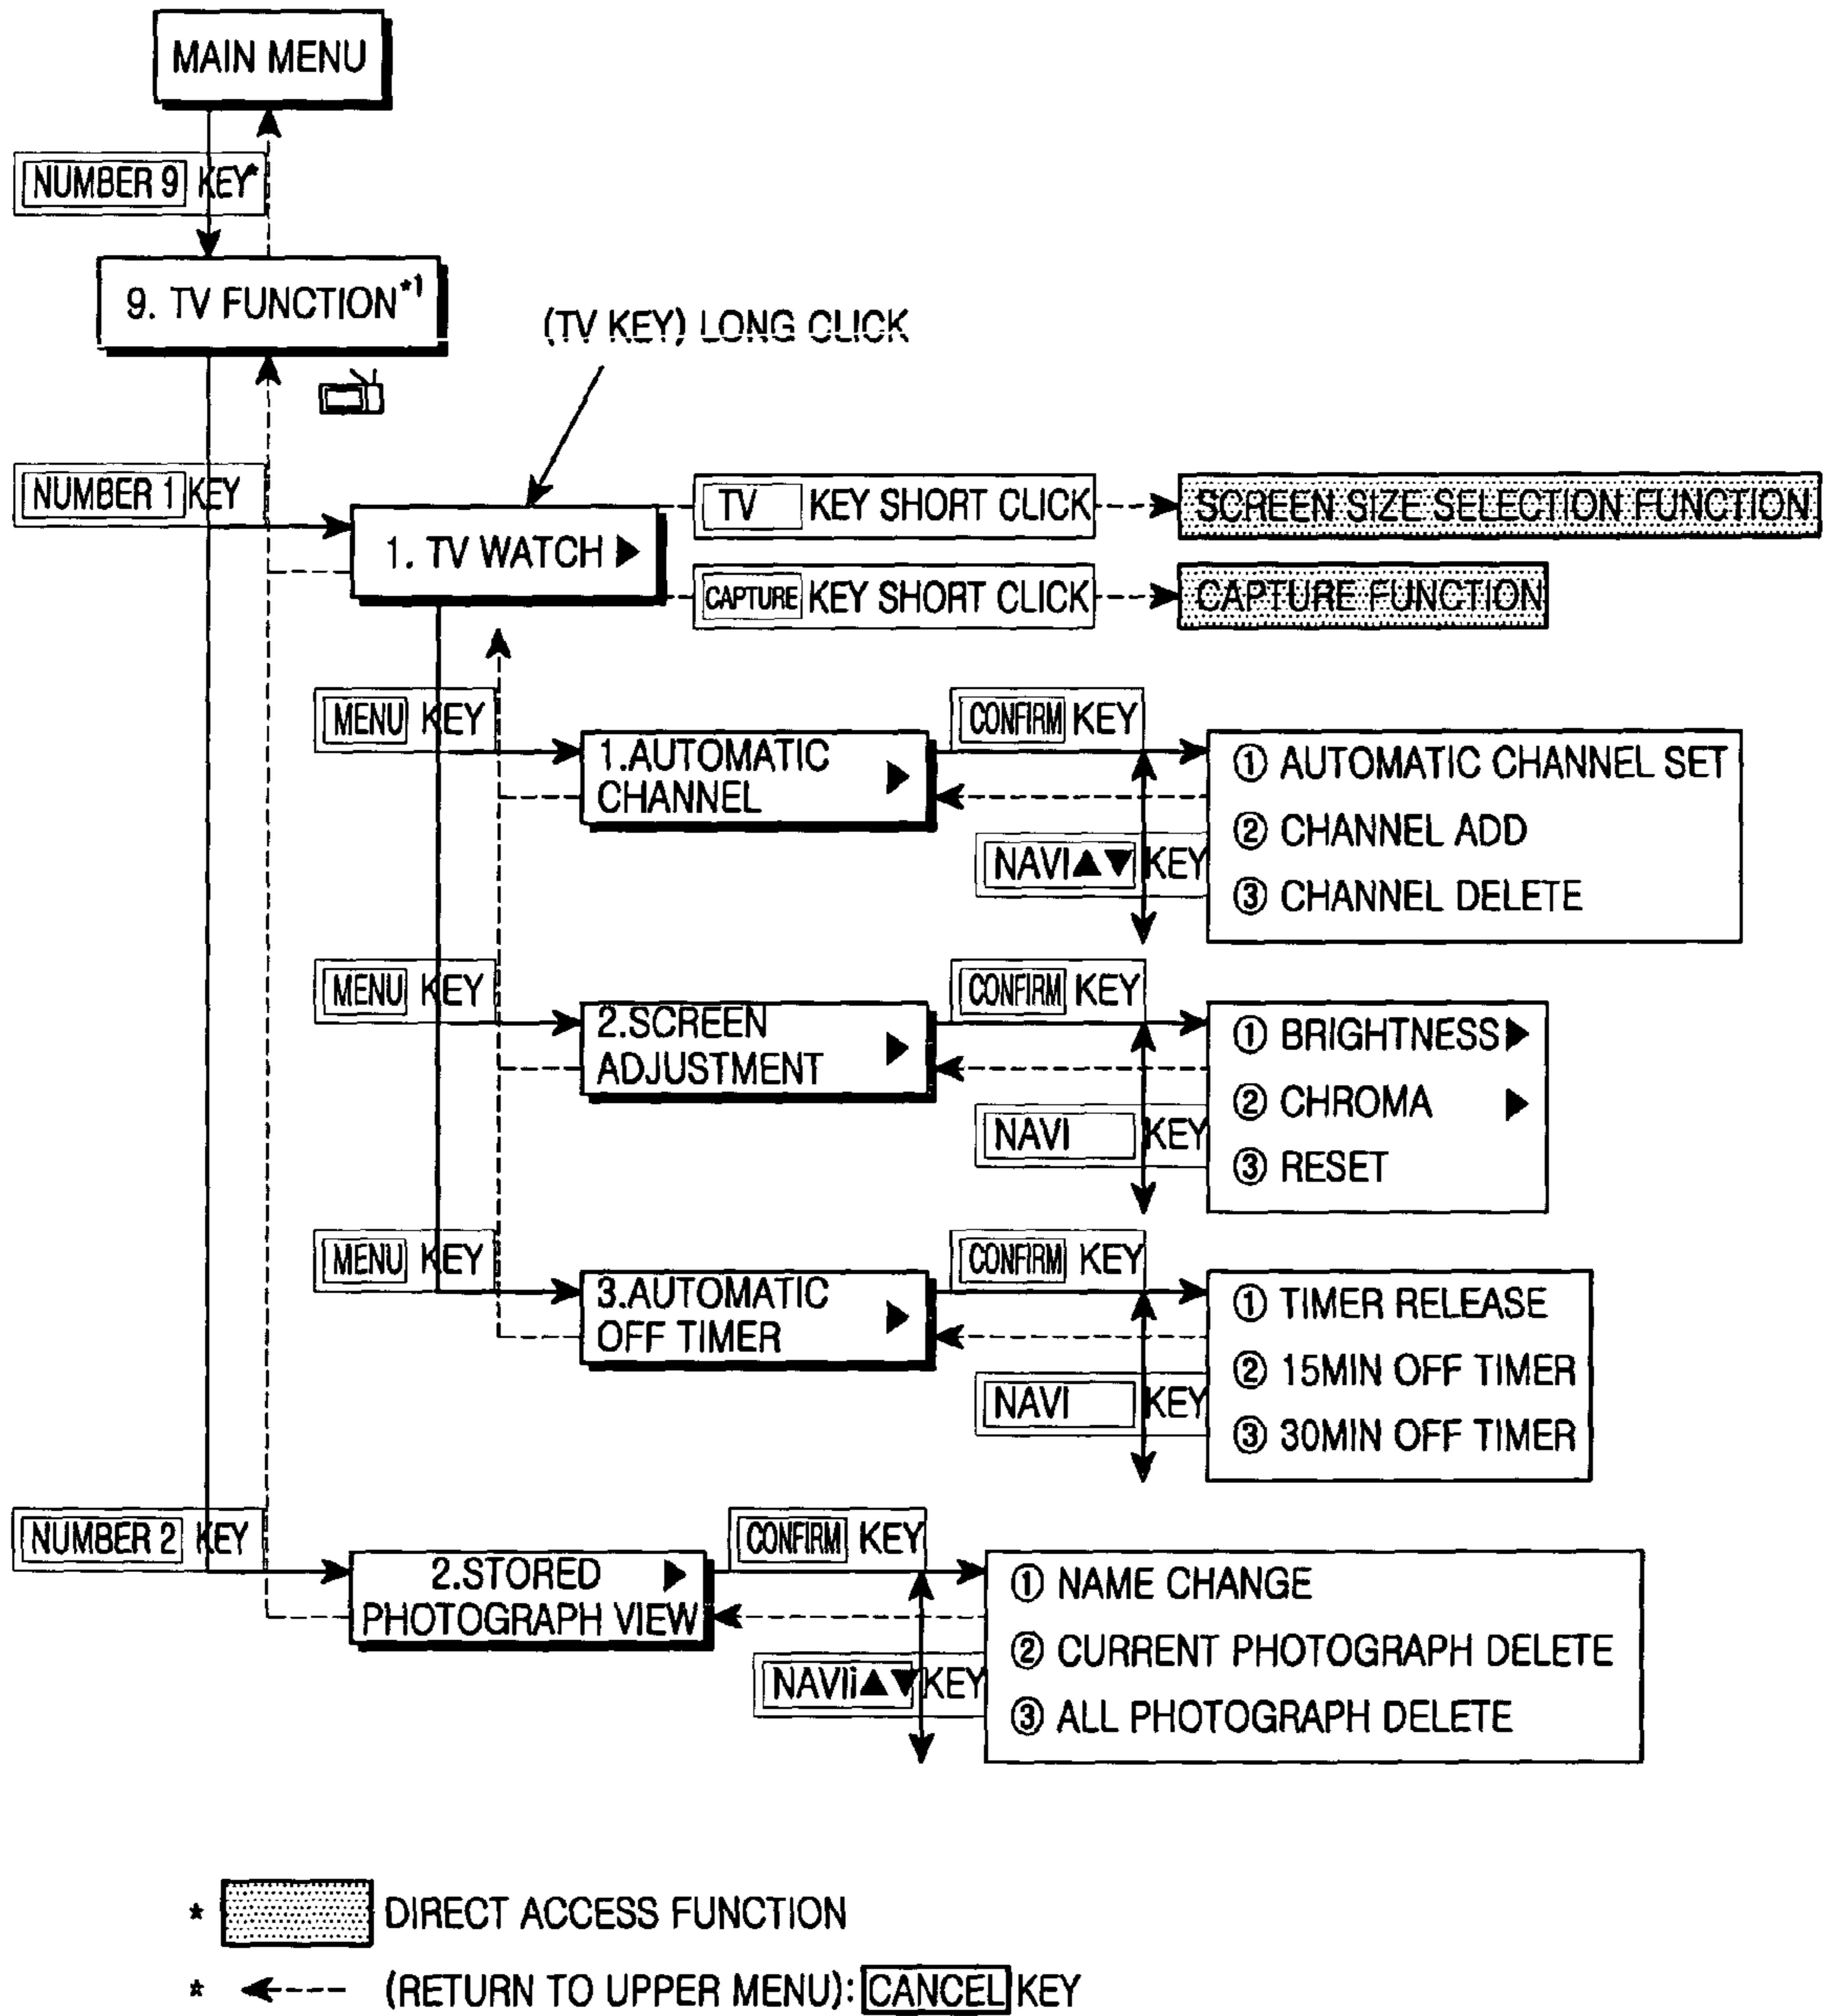 MAIN MENU
NUMBER 9 KEY*
9. TV FUNCTION*1
(TV KEY) LONG CLICK
NUMBER 1 KEY
1. TV WATCH ▶
TV KEY SHORT CLICK
SCREEN SIZE SELECTION FUNCTION
CAPTURE KEY SHORT CLICK
CAPTURE FUNCTION
MENU KEY
1.AUTOMATIC
CHANNEL ▶
CONFIRM KEY
NAVI▲▼ KEY
① AUTOMATIC CHANNEL SET
② CHANNEL ADD
③ CHANNEL DELETE
MENU KEY
2.SCREEN
ADJUSTMENT ▶
CONFIRM KEY
NAVI KEY
① BRIGHTNESS▶
② CHROMA ▶
③ RESET
MENU KEY
3.AUTOMATIC
OFF TIMER ▶
CONFIRM KEY
NAVI KEY
① TIMER RELEASE
② 15MIN OFF TIMER
③ 30MIN OFF TIMER
NUMBER 2 KEY
2.STORED ▶
PHOTOGRAPH VIEW
CONFIRM KEY
NAVIi▲▼ KEY
① NAME CHANGE
② CURRENT PHOTOGRAPH DELETE
③ ALL PHOTOGRAPH DELETE
* DIRECT ACCESS FUNCTION
* (RETURN TO UPPER MENU): CANCEL KEY